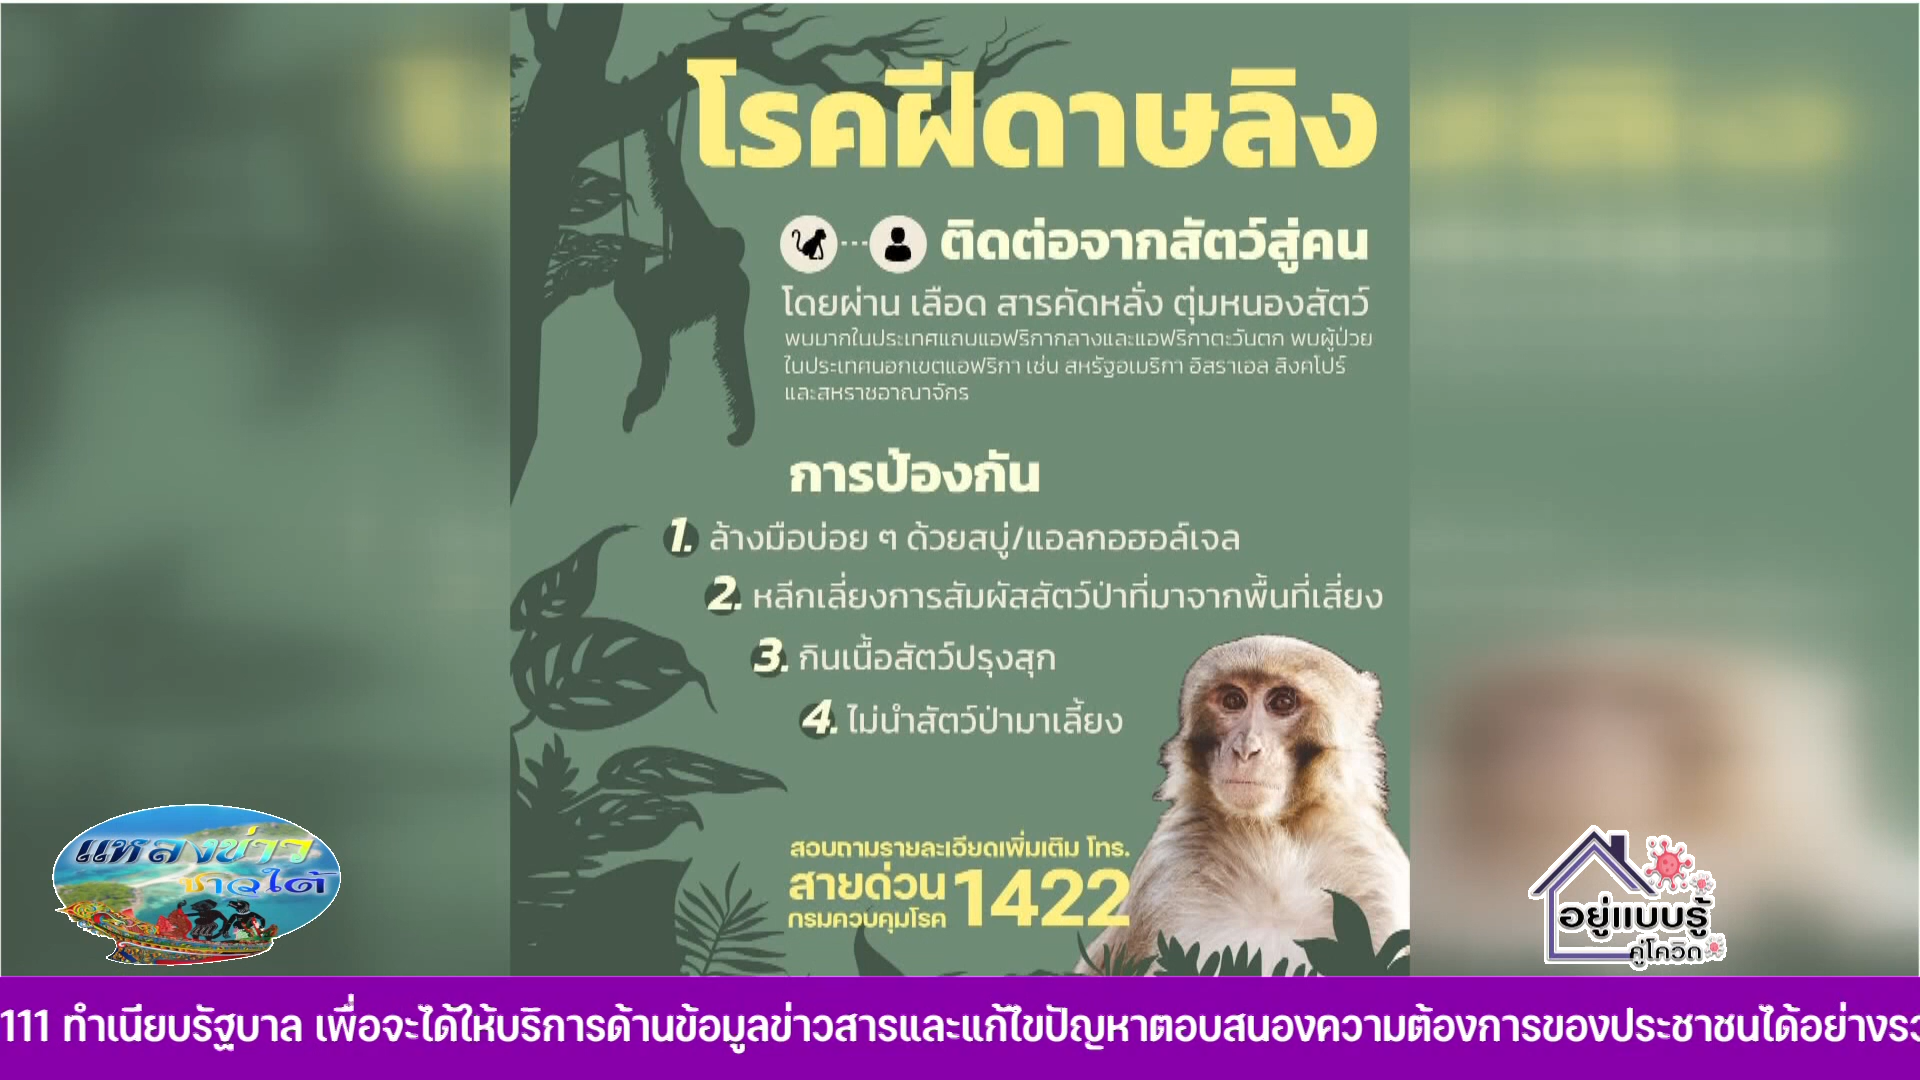 โรคฝีดาษลิง
ติดต่อจากสัตว์สู่คน
โดยผ่าน เลือด สารคัดหลั่ง ตุ่มหนองสัตว์
พบมากในประเทศแถบแอฟริกากลางและแอฟริกาตะวันตก พบผู้ป่วย
ในประเทศนอกเขตแอฟริกา เช่น สหรัฐอเมริกา อิสราเอล สิงคโปร์
และสหราชอาณาจักร
การป้องกัน
1. ล้างมือบ่อย ๆ ด้วยสบู่/แอลกอฮอล์เจล
2. หลีกเลี่ยงการสัมผัสสัตว์ป่าที่มาจากพื้นที่เสี่ยง
3. กินเนื้อสัตว์ปรุงสุก
4. ไม่นำสัตว์ป่ามาเลี้ยง
สอบถามรายละเอียดเพิ่มเติม โทร.
สายด่วน 1422
กรมควบคุมโรค
แหลงข่าว
ชาวใต้
อยู่แบบรู้
คู่โควิด
111 ทำเนียบรัฐบาล เพื่อจะได้ให้บริการด้านข้อมูลข่าวสารและแก้ไขปัญหาตอบสนองความต้องการของประชาชนได้อย่างรว